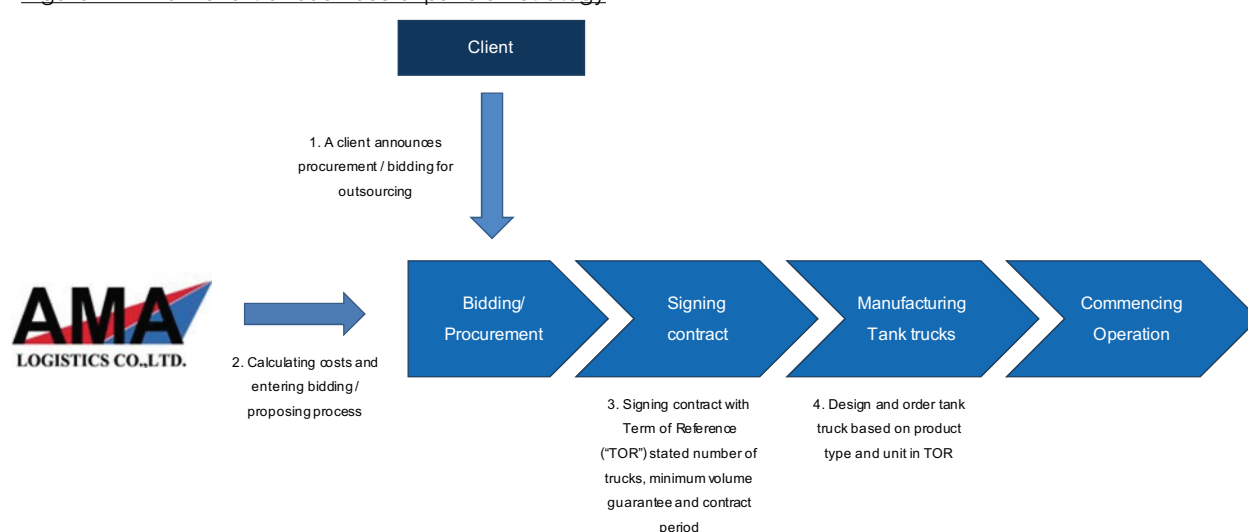 Client
1. A client announces
procurement / bidding for
outsourcing
AMA
LOGISTICS CO.,LTD.
2. Calculating costs and
entering bidding /
proposing process
Bidding/
Procurement
Signing
contract
Manufacturing
Tank trucks
Commencing
Operation
3. Signing contract with
Term of Reference
("TOR") stated number of
trucks, minimum volume
guarantee and contract
period
4. Design and order tank
truck based on product
type and unit in TOR